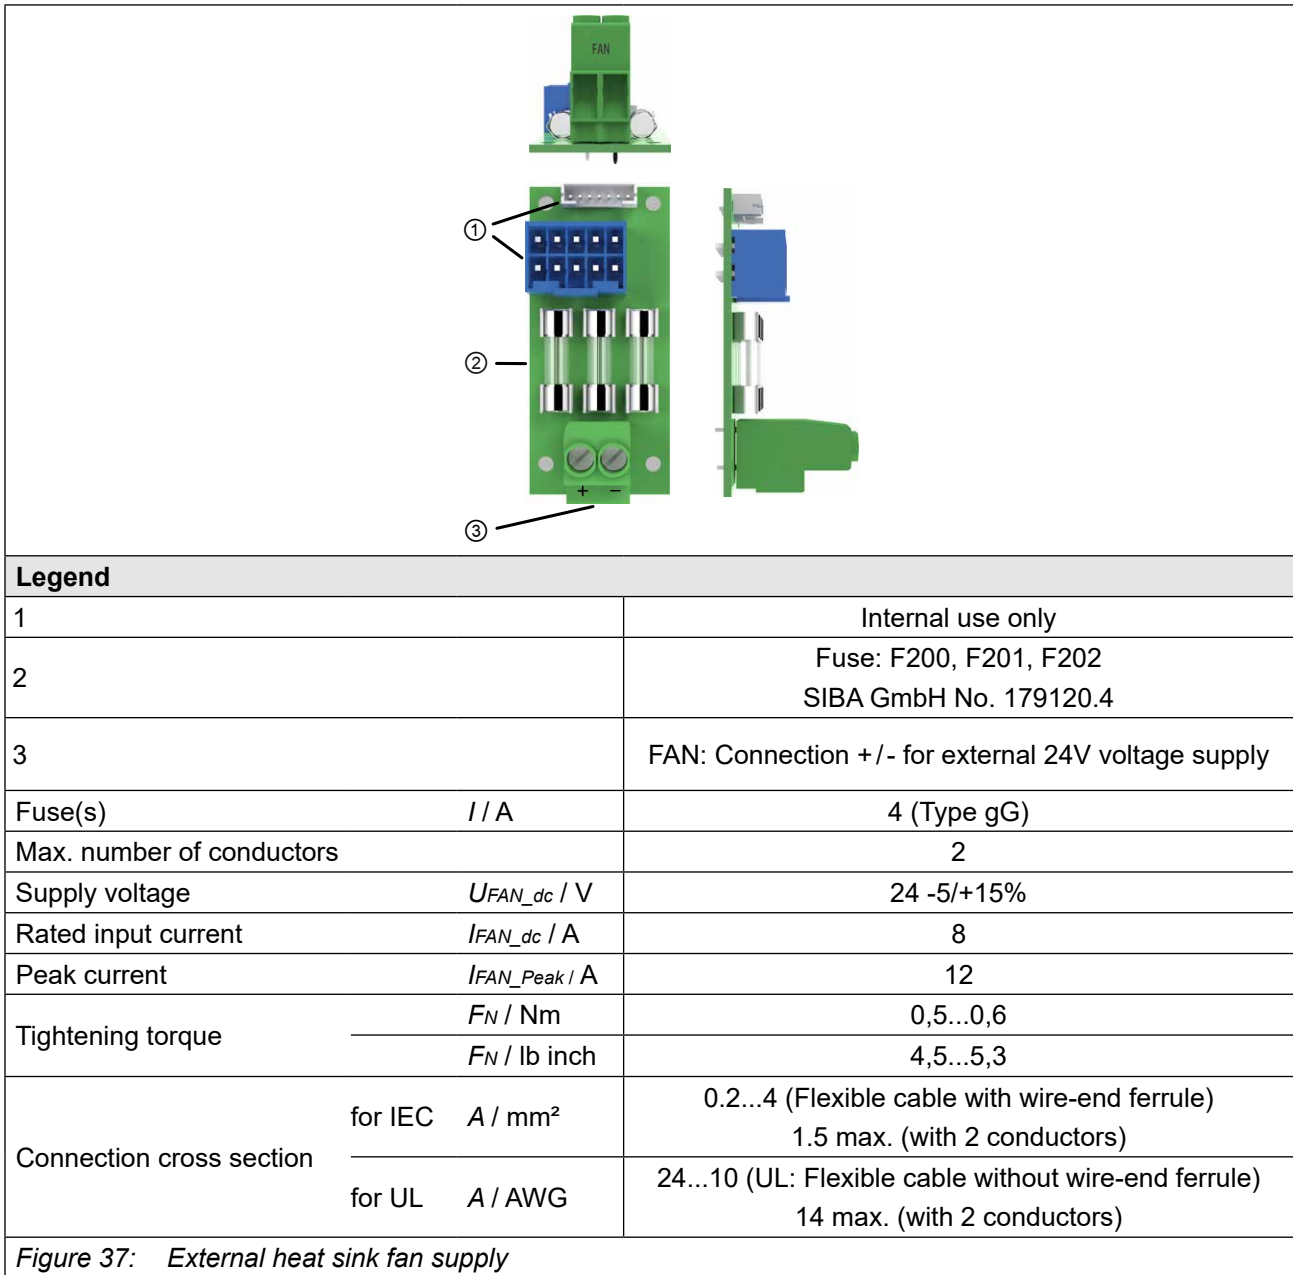 FAN
①
②
+ −
③
Legend
1 Internal use only
2 Fuse: F200, F201, F202
SIBA GmbH No. 179120.4
3 FAN: Connection +/- for external 24V voltage supply
Fuse(s) I / A 4 (Type gG)
Max. number of conductors 2
Supply voltage UFAN_dc / V 24 -5/+15%
Rated input current IFAN_dc / A 8
Peak current IFAN_Peak / A 12
Tightening torque FN / Nm 0,5...0,6
FN / lb inch 4,5...5,3
Connection cross section for IEC A / mm² 0.2...4 (Flexible cable with wire-end ferrule)
1.5 max. (with 2 conductors)
for UL A / AWG 24...10 (UL: Flexible cable without wire-end ferrule)
14 max. (with 2 conductors)
Figure 37: External heat sink fan supply